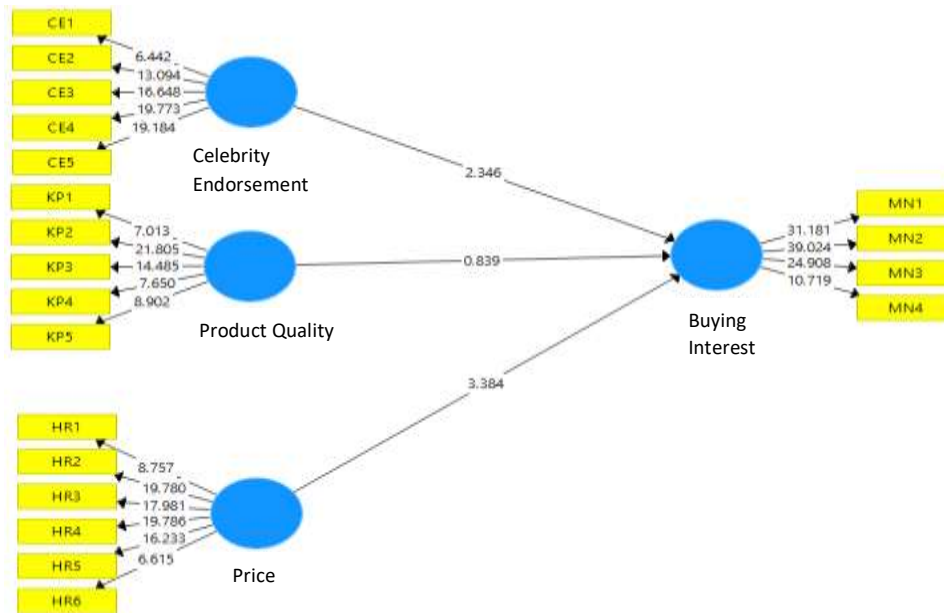 CE1
CE2
CE3
CE4
CE5
6.442
13.094
16.648
19.773
19.184
Celebrity
Endorsement
2.346
KP1
KP2
KP3
KP4
KP5
7.013
21.805
14.485
7.650
8.902
Product Quality
0.839
HR1
HR2
HR3
HR4
HR5
HR6
8.757
19.780
17.981
19.786
16.233
6.615
Price
3.384
Buying
Interest
31.181
39.024
24.908
10.719
MN1
MN2
MN3
MN4